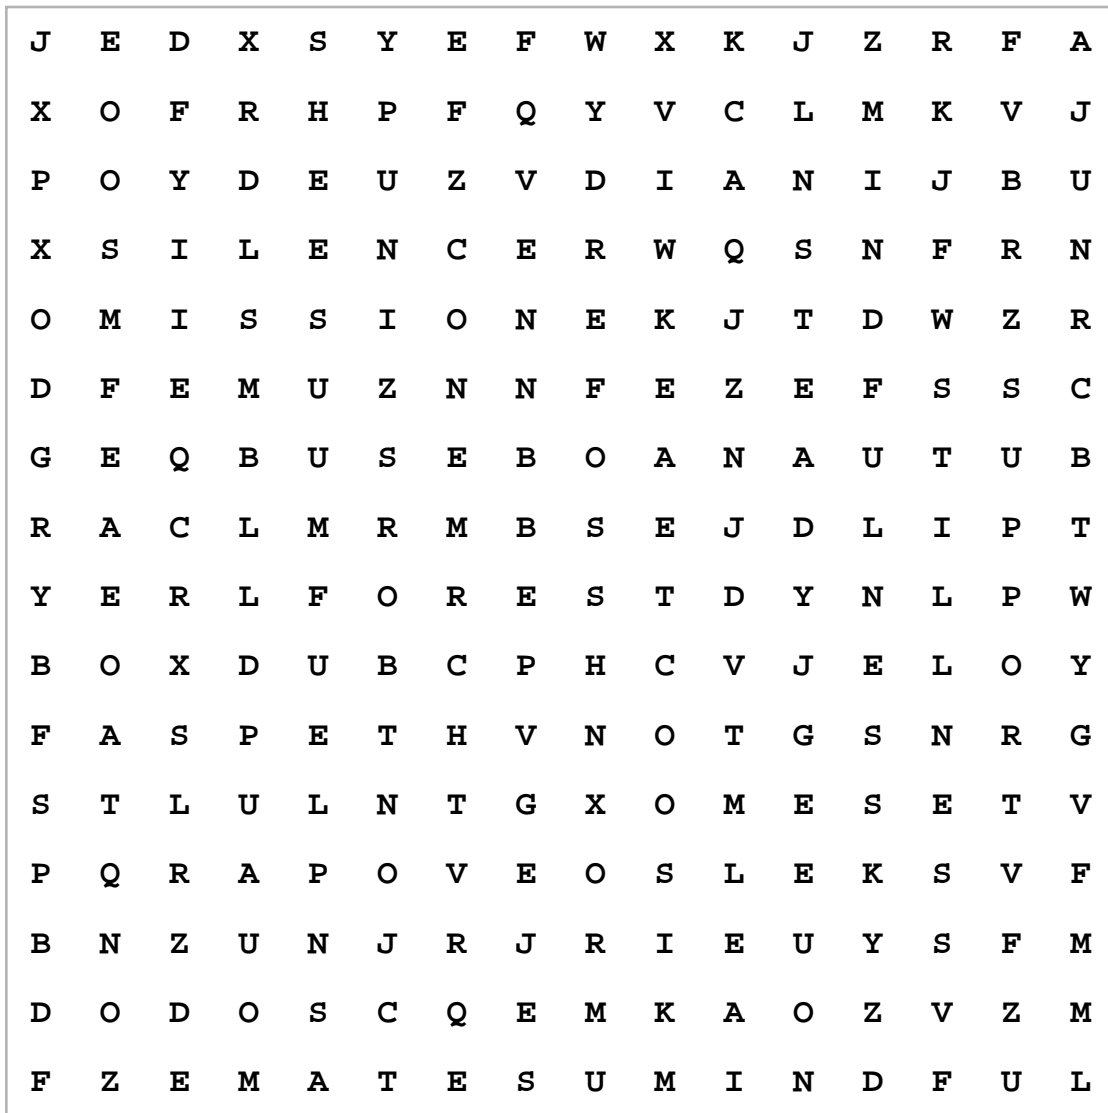 J E D X S Y E F W X K J Z R F A
X O F R H P F Q Y V C L M K V J
P O Y D E U Z V D I A N I J B U
X S I L E N C E R W Q S N F R N
O M I S S I O N E K J T D W Z R
D F E M U Z N N F E Z E F S S C
G E Q B U S E B O A N A U T U B
R A C L M R M B S E J D L I P T
Y E R L F O R E S T D Y N L P W
B O X D U B C P H C V J E L O Y
F A S P E T H V N O T G S N R G
S T L U L N T G X O M E S E T V
P Q R A P O V E O S L E K S V F
B N Z U N J R J R I E U Y S F M
D O D O S C Q E M K A O Z V Z M
F Z E M A T E S U M I N D F U L